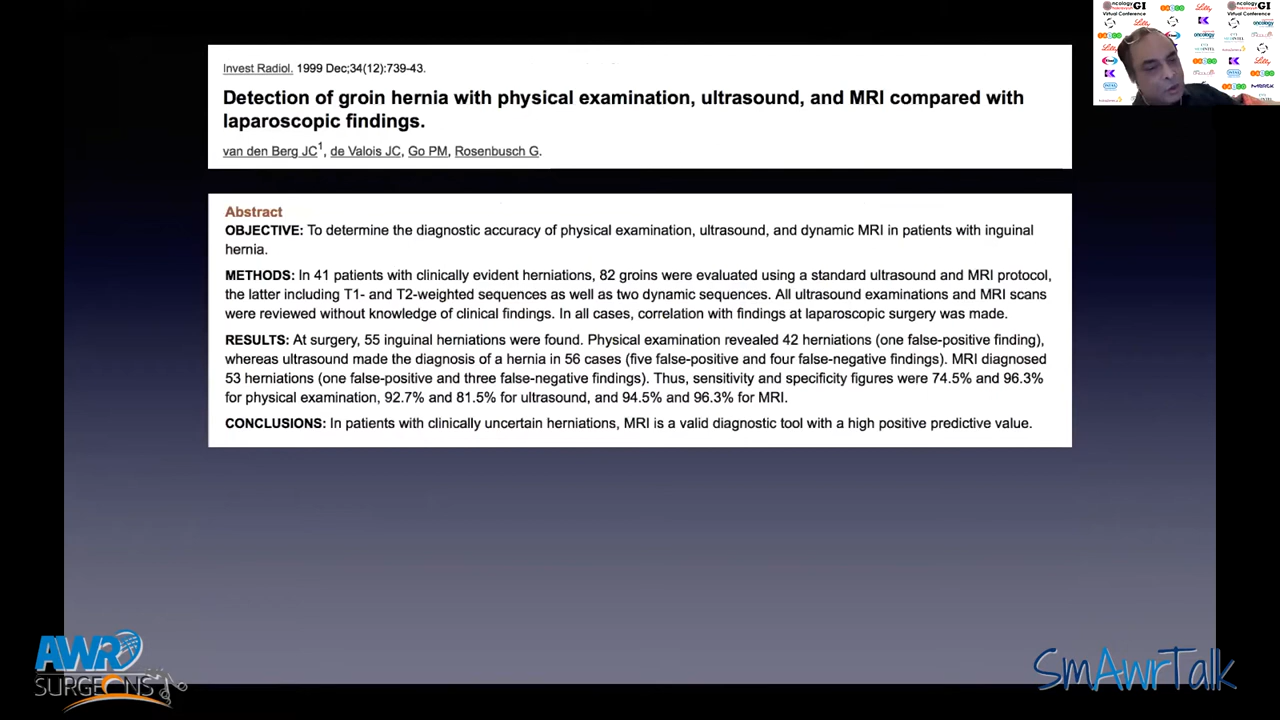 Invest Radiol. 1999 Dec;34(12):739-43.
Detection of groin hernia with physical examination, ultrasound, and MRI compared with
laparoscopic findings.
van den Berg JC1, de Valois JC, Go PM, Rosenbusch G.
Abstract
OBJECTIVE: To determine the diagnostic accuracy of physical examination, ultrasound, and dynamic MRI in patients with inguinal
hernia.
METHODS: In 41 patients with clinically evident herniations, 82 groins were evaluated using a standard ultrasound and MRI protocol,
the latter including T1- and T2-weighted sequences as well as two dynamic sequences. All ultrasound examinations and MRI scans
were reviewed without knowledge of clinical findings. In all cases, correlation with findings at laparoscopic surgery was made.
RESULTS: At surgery, 55 inguinal herniations were found. Physical examination revealed 42 herniations (one false-positive finding),
whereas ultrasound made the diagnosis of a hernia in 56 cases (five false-positive and four false-negative findings). MRI diagnosed
53 herniations (one false-positive and three false-negative findings). Thus, sensitivity and specificity figures were 74.5% and 96.3%
for physical examination, 92.7% and 81.5% for ultrasound, and 94.5% and 96.3% for MRI.
CONCLUSIONS: In patients with clinically uncertain herniations, MRI is a valid diagnostic tool with a high positive predictive value.
AWR
SURGEONS
SmAwrTalk
GI
Virtual Conference
Lilly